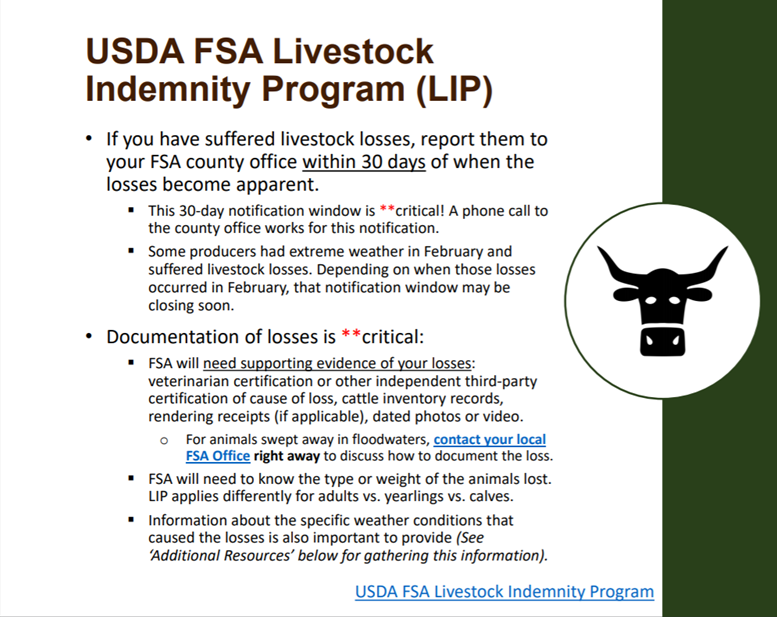 USDA FSA Livestock
Indemnity Program (LIP)
• If you have suffered livestock losses, report them to
your FSA county office within 30 days of when the
losses become apparent.
▪ This 30-day notification window is **critical! A phone call to
the county office works for this notification.
▪ Some producers had extreme weather in February and
suffered livestock losses. Depending on when those losses
occurred in February, that notification window may be
closing soon.
• Documentation of losses is **critical:
▪ FSA will need supporting evidence of your losses:
veterinarian certification or other independent third-party
certification of cause of loss, cattle inventory records,
rendering receipts (if applicable), dated photos or video.
o For animals swept away in floodwaters, contact your local
FSA Office right away to discuss how to document the loss.
▪ FSA will need to know the type or weight of the animals lost.
LIP applies differently for adults vs. yearlings vs. calves.
▪ Information about the specific weather conditions that
caused the losses is also important to provide (See
‘Additional Resources’ below for gathering this information).
USDA FSA Livestock Indemnity Program